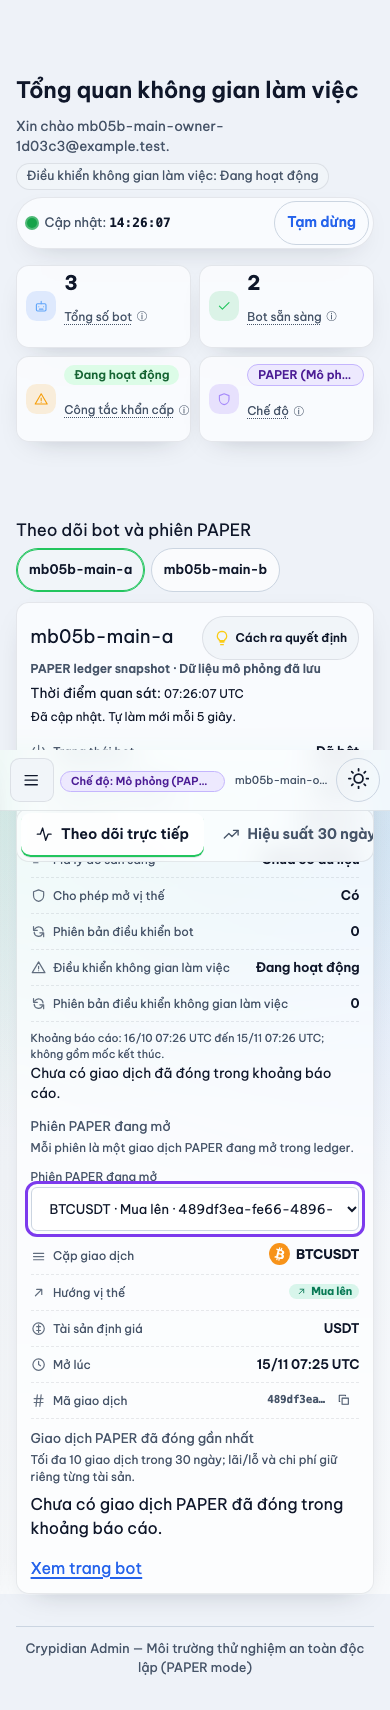 Tổng quan không gian làm việc
Xin chào mb05b-main-owner-
1d03c3@example.test.
Điều khiển không gian làm việc: Đang hoạt động
Cập nhật: 14:26:07
Tạm dừng
3
Tổng số bot
2
Bot sẵn sàng
Đang hoạt động
Công tắc khẩn cấp
PAPER (Mô ph...
Chế độ
Theo dõi bot và phiên PAPER
mb05b-main-a
mb05b-main-b
mb05b-main-a
Cách ra quyết định
PAPER ledger snapshot · Dữ liệu mô phỏng đã lưu
Thời điểm quan sát: 07:26:07 UTC
Đã cập nhật. Tự làm mới mỗi 5 giây.
Chế độ: Mô phỏng (PAP...
mb05b-main-o...
Theo dõi trực tiếp
Hiệu suất 30 ngày
Cho phép mở vị thế
Có
Phiên bản điều khiển bot
0
Điều khiển không gian làm việc
Đang hoạt động
Phiên bản điều khiển không gian làm việc
0
Khoảng báo cáo: 16/10 07:26 UTC đến 15/11 07:26 UTC;
không gồm mốc kết thúc.
Chưa có giao dịch đã đóng trong khoảng báo
cáo.
Phiên PAPER đang mở
Mỗi phiên là một giao dịch PAPER đang mở trong ledger.
Phiên PAPER đang mở
BTCUSDT · Mua lên · 489df3ea-fe66-4896-
Cặp giao dịch
BTCUSDT
Hướng vị thế
Mua lên
Tài sản định giá
USDT
Mở lúc
15/11 07:25 UTC
Mã giao dịch
489df3ea…
Giao dịch PAPER đã đóng gần nhất
Tối đa 10 giao dịch trong 30 ngày; lãi/lỗ và chi phí giữ
riêng từng tài sản.
Chưa có giao dịch PAPER đã đóng trong
khoảng báo cáo.
Xem trang bot
Crypidian Admin — Môi trường thử nghiệm an toàn độc
lập (PAPER mode)